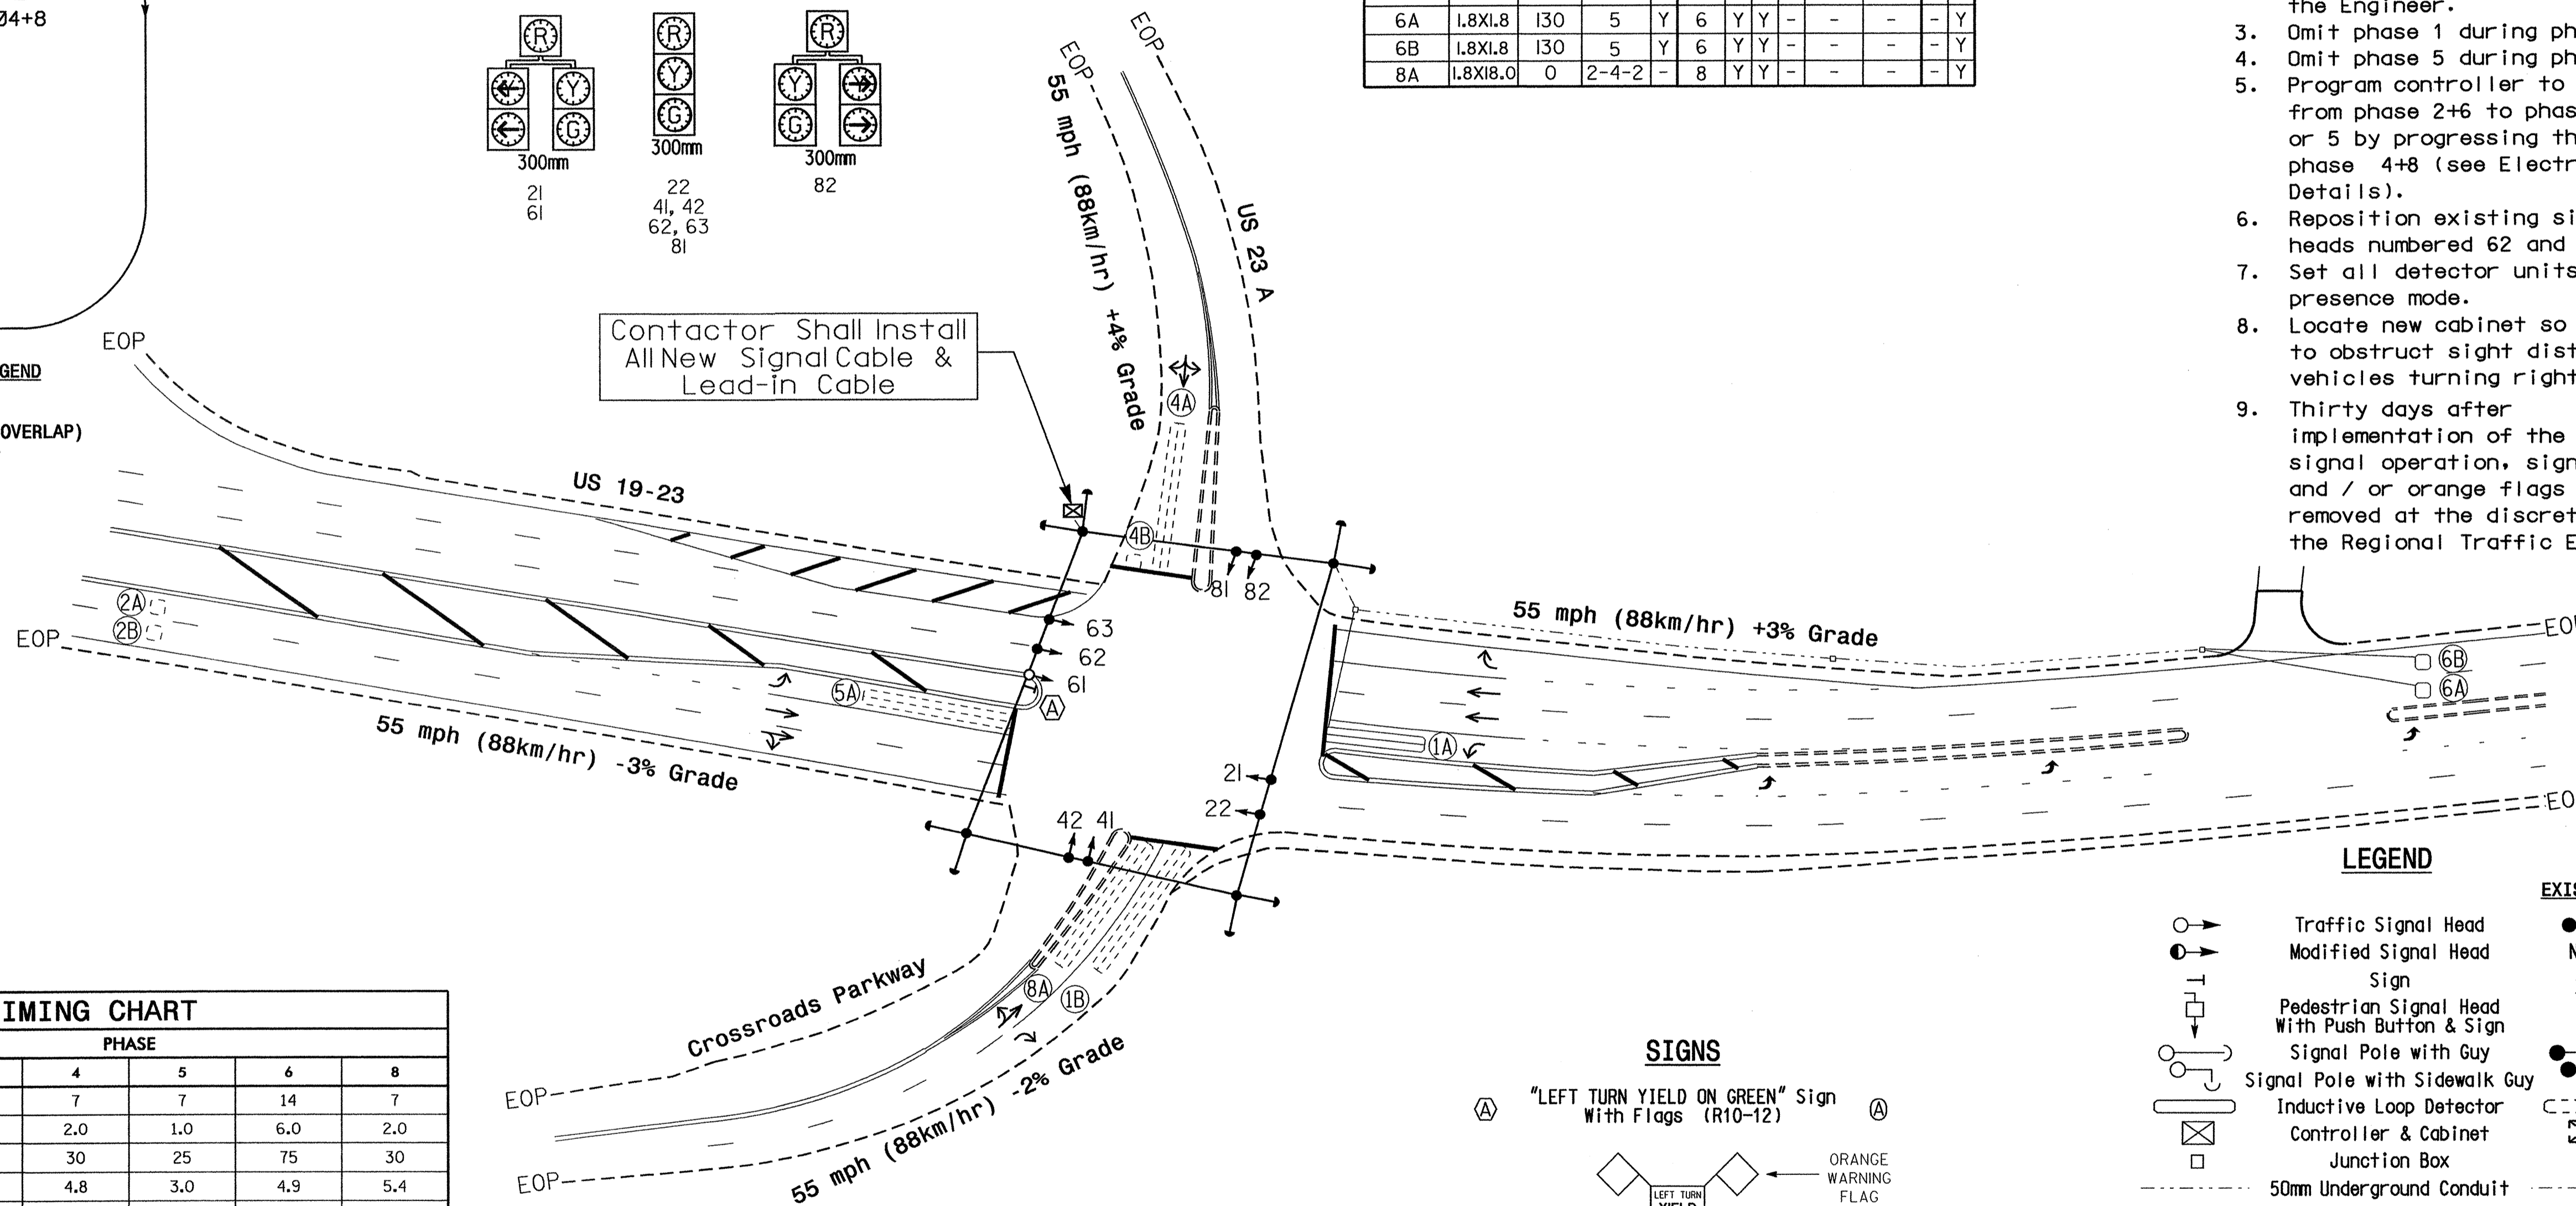 04+8
R
Y
G
300mm
21
61
R
Y
G
300mm
22
41, 42
62, 63
81
R
Y
G
300mm
82
6A 1.8X1.8 130 5 Y 6 Y Y - - - - Y
6B 1.8X1.8 130 5 Y 6 Y Y - - - - Y
8A 1.8X18.0 0 2-4-2 - 8 Y Y - - - - Y
the Engineer.
3. Omit phase 1 during ph
4. Omit phase 5 during ph
5. Program controller to
from phase 2+6 to phas
or 5 by progressing th
phase 4+8 (see Electr
Details).
6. Reposition existing si
heads numbered 62 and
7. Set all detector units
presence mode.
8. Locate new cabinet so
to obstruct sight dist
vehicles turning right
9. Thirty days after
implementation of the
signal operation, sign
and / or orange flags
removed at the discret
the Regional Traffic E
GEND
OVERLAP)
EOP
EOP
EOP
55 mph (88km/hr) +4% Grade
US 23 A
Contactor Shall Install
All New Signal Cable &
Lead-in Cable
US 19-23
4A
4B
81 82
63
62
61
A
2A
2B
EOP
5A
55 mph (88km/hr) -3% Grade
55 mph (88km/hr) +3% Grade
EO
6B
6A
1A
21
22
42 41
EO
8A
1B
Crossroads Parkway
EOP
EOP
55 mph (88km/hr) -2% Grade
IMING CHART
PHASE
4 5 6 8
7 7 14 7
2.0 1.0 6.0 2.0
30 25 75 30
4.8 3.0 4.9 5.4
SIGNS
A "LEFT TURN YIELD ON GREEN" Sign A
With Flags (R10-12)
ORANGE
WARNING
FLAG
LEFT TURN
YIELD
LEGEND
EXIS
Traffic Signal Head
Modified Signal Head N
Sign
Pedestrian Signal Head
With Push Button & Sign
Signal Pole with Guy
Signal Pole with Sidewalk Guy
Inductive Loop Detector
Controller & Cabinet
Junction Box
50mm Underground Conduit